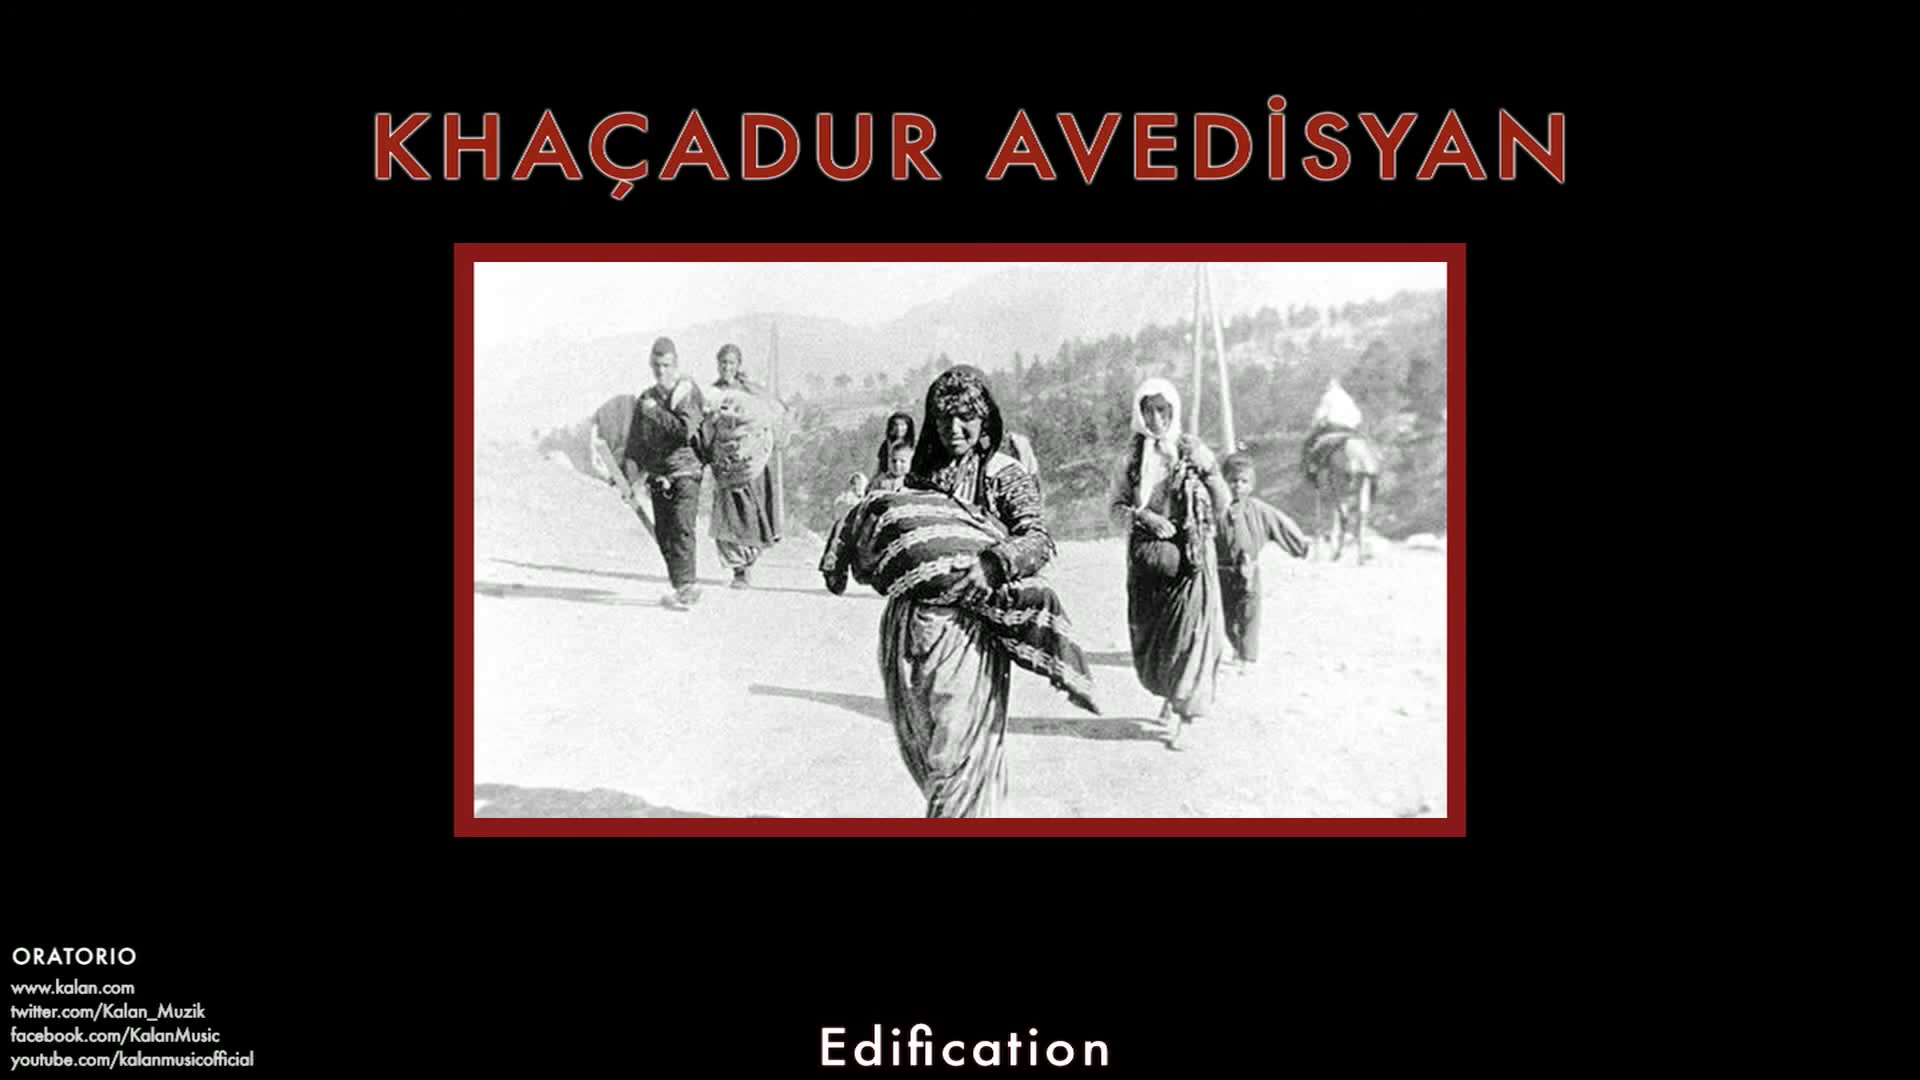 KHAÇADUR AVEDİSYAN
ORATORIO
www.kalan.com
twitter.com/Kalan_Muzik
facebook.com/KalanMusic
youtube.com/kalanmusicofficial
Edification